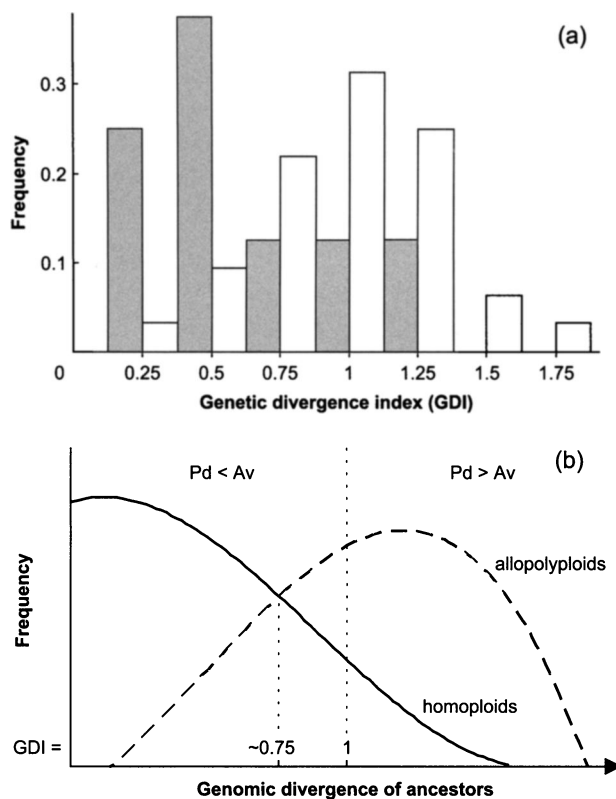 (a)
Frequency
0.3
0.2
0.1
0 0.25 0.5 0.75 1 1.25 1.5 1.75
Genetic divergence index (GDI)
(b)
Pd < Av Pd > Av
Frequency
allopolyploids
homoploids
GDI = ~0.75 1
Genomic divergence of ancestors